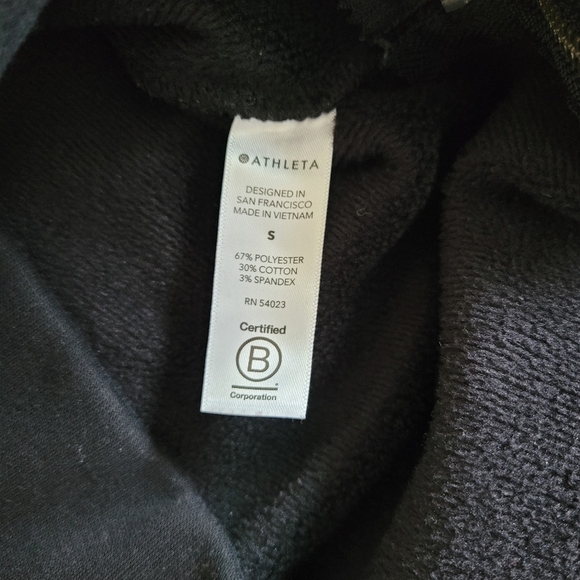 ATHLETA
DESIGNED IN
SAN FRANCISCO
MADE IN VIETNAM
S
67% POLYESTER
30% COTTON
3% SPANDEX
RN 54023
Certified
B
Corporation